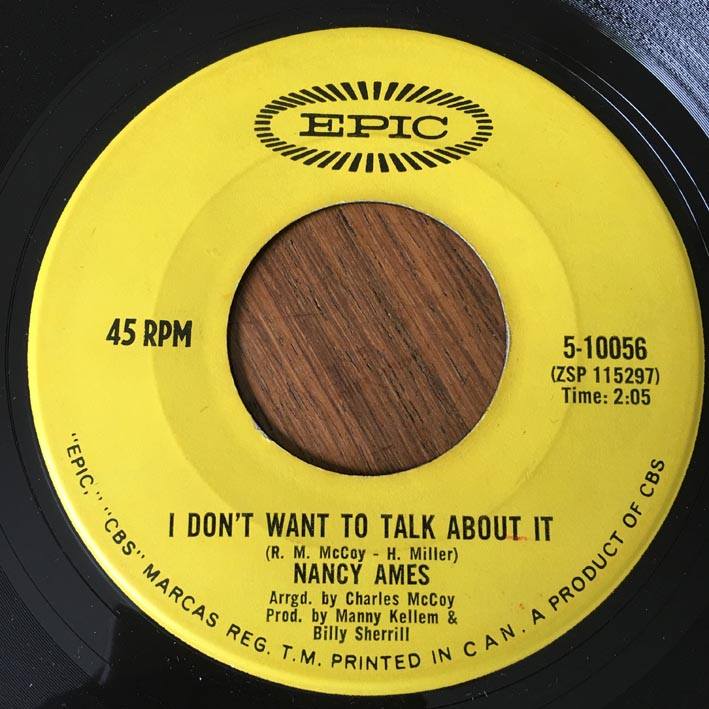 EPIC
45 RPM
5-10056
(ZSP 115297)
Time: 2:05
I DON'T WANT TO TALK ABOUT IT
(R. M. McCoy - H. Miller)
NANCY AMES
Arrgd. by Charles McCoy
Prod. by Manny Kellem &
Billy Sherrill
"EPIC," "CBS" MARCAS REG. T.M. PRINTED IN CAN. A PRODUCT OF CBS